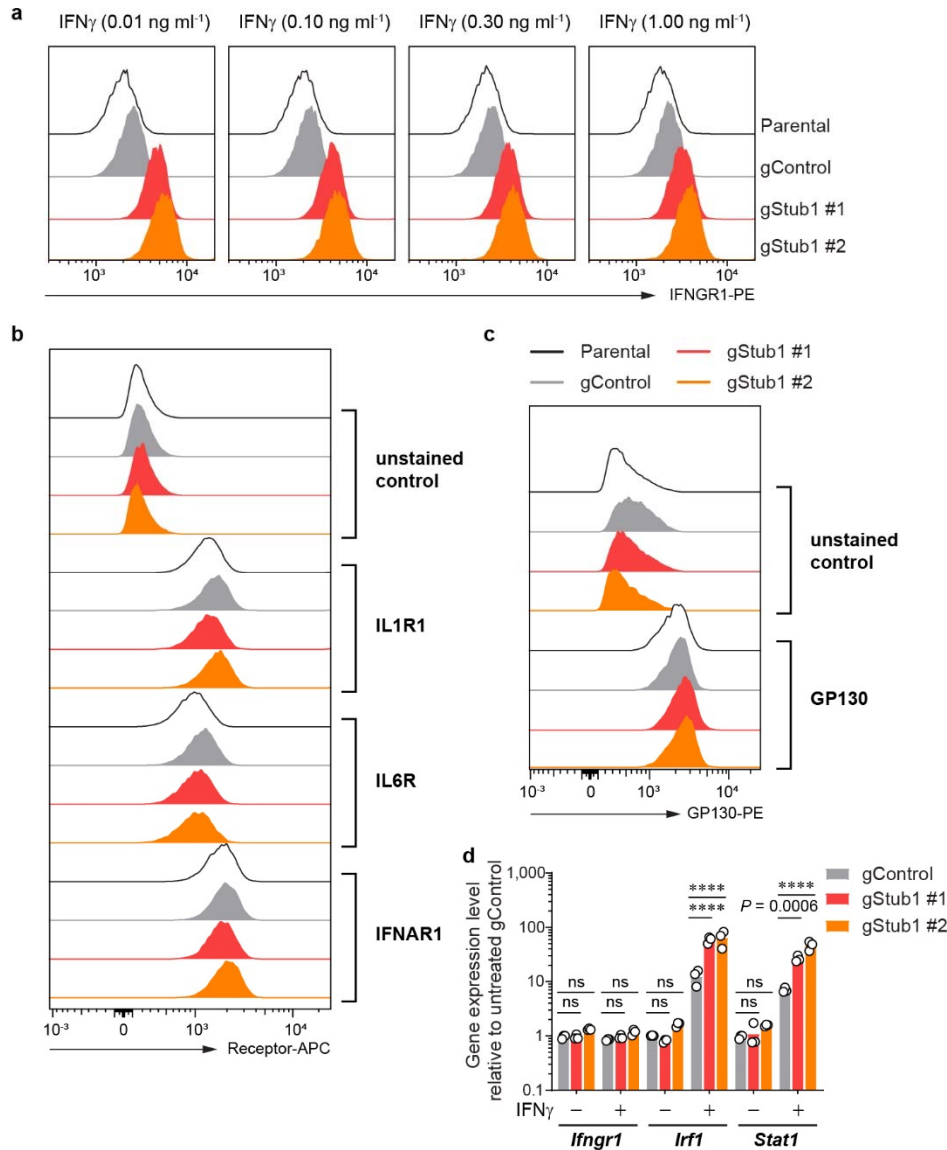 a
IFNγ (0.01 ng ml-1) IFNγ (0.10 ng ml-1) IFNγ (0.30 ng ml-1) IFNγ (1.00 ng ml-1)
Parental
gControl
gStub1 #1
gStub1 #2
10³ 10⁴ 10³ 10⁴ 10³ 10⁴ 10³ 10⁴
IFNGR1-PE
b
unstained
control
IL1R1
IL6R
IFNAR1
-10-3 0 10³ 10⁴
Receptor-APC
c
Parental gStub1 #1
gControl gStub1 #2
unstained
control
GP130
-10-3 0 10³ 10⁴
GP130-PE
d
Gene expression level
relative to untreated gControl
1,000
100
10
1
0.1
gControl
gStub1 #1
gStub1 #2
ns ns ns **** P = 0.0006 ****
ns ns ns **** ns
ns
IFNγ − + − + − +
Ifngr1 Irf1 Stat1